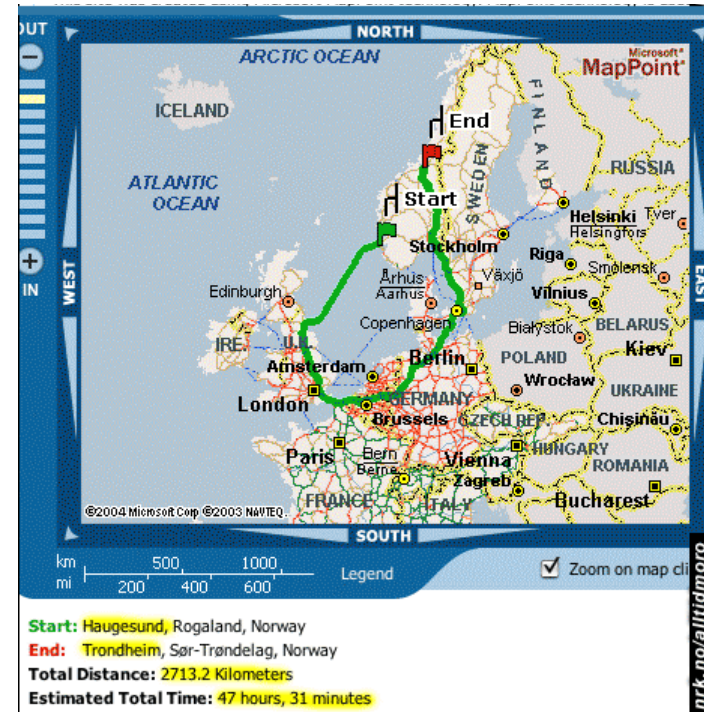 OUT
NORTH
ARCTIC OCEAN
Microsoft®
MapPoint®
ICELAND
End
FINLAND
RUSSIA
ATLANTIC
OCEAN
Start
SWEDEN
Helsinki
Tver
Helsingfors
Stockholm
Riga
Smolensk
IN
WEST
EAST
Edinburgh
Århus
Aarhus
Växjö
Vilnius
Copenhagen
Białystok
BELARUS
IRE.
U.K.
Amsterdam
Berlin
POLAND
Kiev
Wrocław
London
GERMANY
UKRAINE
Brussels
CZECH REP.
Chișinău
Paris
Bern
Berne
Vienna
HUNGARY
ROMANIA
Zagreb
FRANCE
ITALY
Bucharest
©2004 Microsoft Corp ©2003 NAVTEQ
SOUTH
km 500 1000
mi 200 400 600
Legend
Zoom on map cli
nrk.no/alltidmoro
Start: Haugesund, Rogaland, Norway
End: Trondheim, Sør-Trøndelag, Norway
Total Distance: 2713.2 Kilometers
Estimated Total Time: 47 hours, 31 minutes